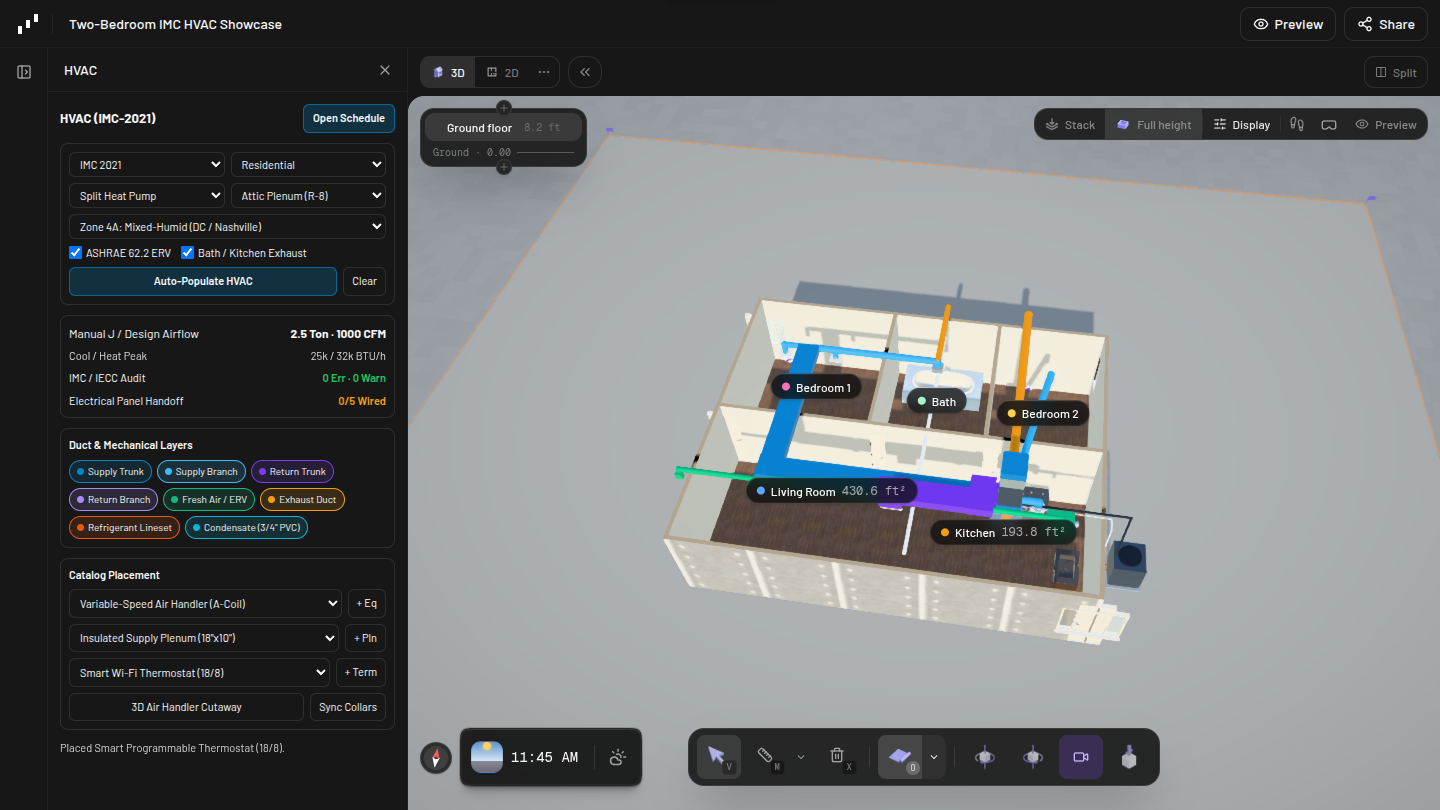 Two-Bedroom IMC HVAC Showcase
Preview
Share
HVAC
3D
2D
Split
HVAC (IMC-2021)
Open Schedule
IMC 2021
Residential
Split Heat Pump
Attic Plenum (R-8)
Zone 4A: Mixed-Humid (DC / Nashville)
ASHRAE 62.2 ERV
Bath / Kitchen Exhaust
Auto-Populate HVAC
Clear
Manual J / Design Airflow
2.5 Ton · 1000 CFM
Cool / Heat Peak
25k / 32k BTU/h
IMC / IECC Audit
0 Err · 0 Warn
Electrical Panel Handoff
0/5 Wired
Duct & Mechanical Layers
Supply Trunk
Supply Branch
Return Trunk
Return Branch
Fresh Air / ERV
Exhaust Duct
Refrigerant Lineset
Condensate (3/4" PVC)
Catalog Placement
Variable-Speed Air Handler (A-Coil)
+ Eq
Insulated Supply Plenum (18"x10")
+ Pln
Smart Wi-Fi Thermostat (18/8)
+ Term
3D Air Handler Cutaway
Sync Collars
Placed Smart Programmable Thermostat (18/8).
Ground floor 8.2 ft
Ground · 0.00
Stack
Full height
Display
Preview
Bedroom 1
Bath
Bedroom 2
Living Room 430.6 ft²
Kitchen 193.8 ft²
11:45 AM
V
M
X
O